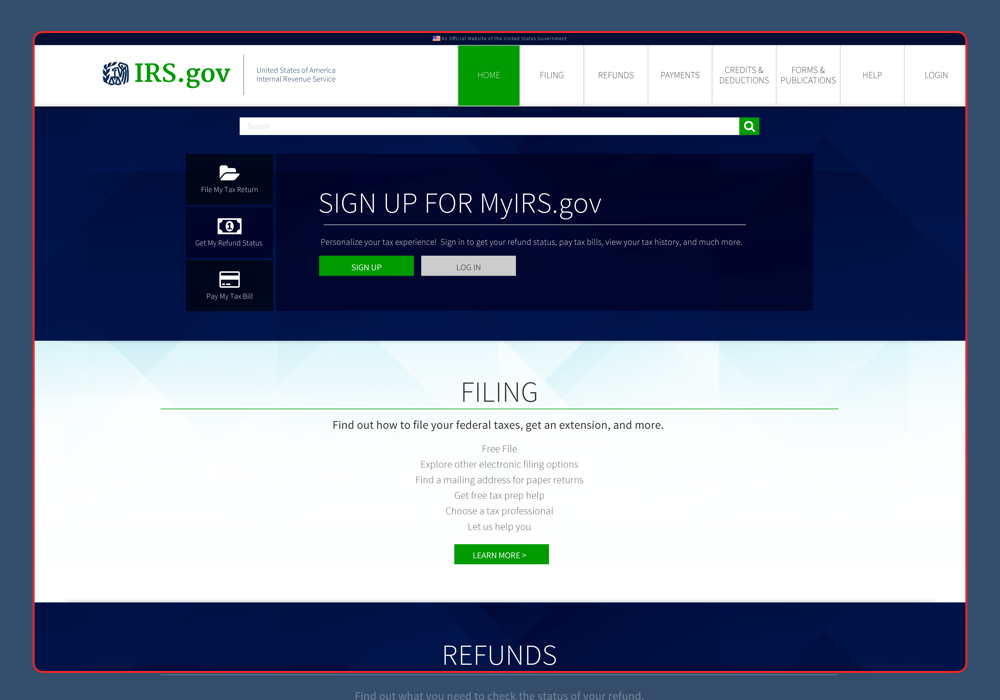 An Official Website of the United States Government
IRS.gov
United States of America
Internal Revenue Service
HOME
FILING
REFUNDS
PAYMENTS
CREDITS &
DEDUCTIONS
FORMS &
PUBLICATIONS
HELP
LOGIN
Search
File My Tax Return
Get My Refund Status
Pay My Tax Bill
SIGN UP FOR MyIRS.gov
Personalize your tax experience! Sign in to get your refund status, pay tax bills, view your tax history, and much more.
SIGN UP
LOG IN
FILING
Find out how to file your federal taxes, get an extension, and more.
Free File
Explore other electronic filing options
Find a mailing address for paper returns
Get free tax prep help
Choose a tax professional
Let us help you
LEARN MORE >
REFUNDS
Find out what you need to check the status of your refund.